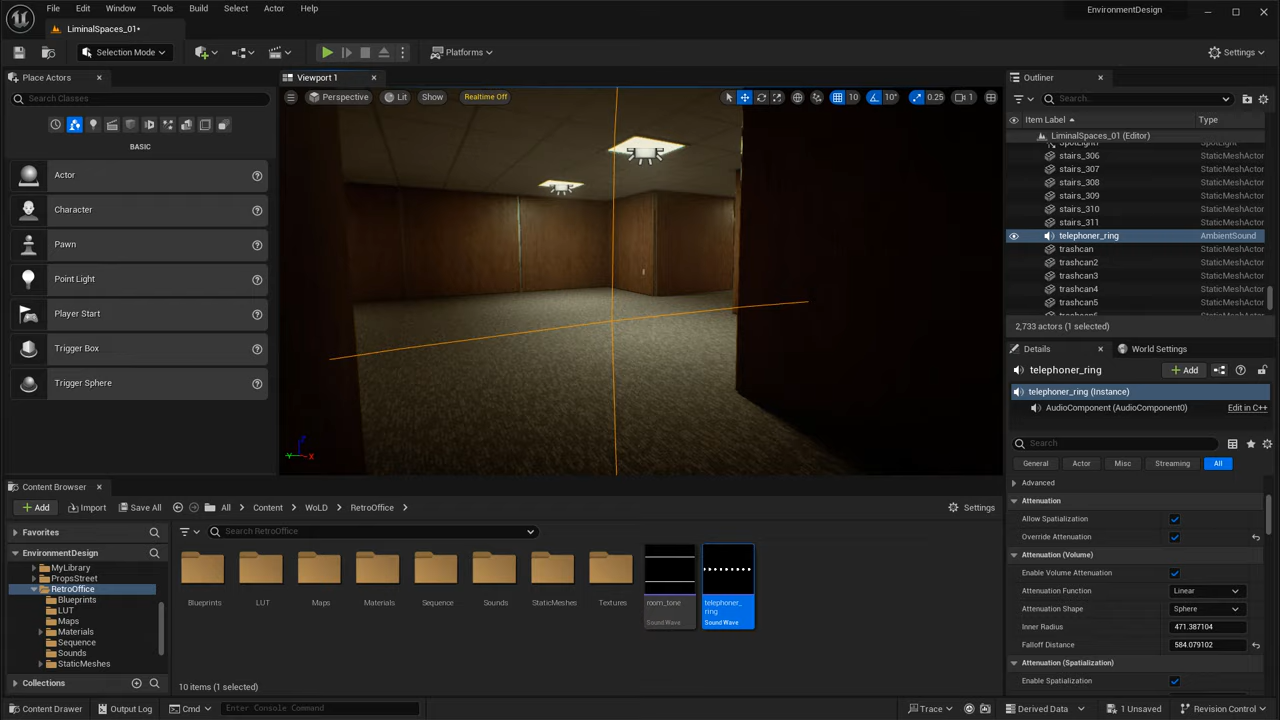 File Edit Window Tools Build Select Actor Help
EnvironmentDesign
LiminalSpaces_01*
Selection Mode
Platforms
Settings
Place Actors
Search Classes
BASIC
Actor
Character
Pawn
Point Light
Player Start
Trigger Box
Trigger Sphere
Viewport 1
Perspective Lit Show Realtime Off 10 10° 0.25 1
Outliner
Search...
Item Label Type
LiminalSpaces_01 (Editor)
stairs_306 StaticMeshActor
stairs_307 StaticMeshActor
stairs_308 StaticMeshActor
stairs_309 StaticMeshActor
stairs_310 StaticMeshActor
stairs_311 StaticMeshActor
telephoner_ring AmbientSound
trashcan StaticMeshActor
trashcan2 StaticMeshActor
trashcan3 StaticMeshActor
trashcan4 StaticMeshActor
trashcan5 StaticMeshActor
2,733 actors (1 selected)
Details World Settings
telephoner_ring Add
telephoner_ring (Instance)
AudioComponent (AudioComponent0) Edit in C++
Search
General Actor Misc Streaming All
Advanced
Attenuation
Allow Spatialization
Override Attenuation
Attenuation (Volume)
Enable Volume Attenuation
Attenuation Function Linear
Attenuation Shape Sphere
Inner Radius 471.387104
Falloff Distance 584.079102
Attenuation (Spatialization)
Enable Spatialization
Content Browser
Add Import Save All All Content WoLD RetroOffice Settings
Favorites
EnvironmentDesign
MyLibrary
PropsStreet
RetroOffice
Blueprints
LUT
Maps
Materials
Sequence
Sounds
StaticMeshes
Collections
Search RetroOffice
Blueprints LUT Maps Materials Sequence Sounds StaticMeshes Textures
room_tone
Sound Wave
telephoner_
ring
Sound Wave
10 items (1 selected)
Content Drawer Output Log Cmd Enter Console Command Trace Derived Data 1 Unsaved Revision Control